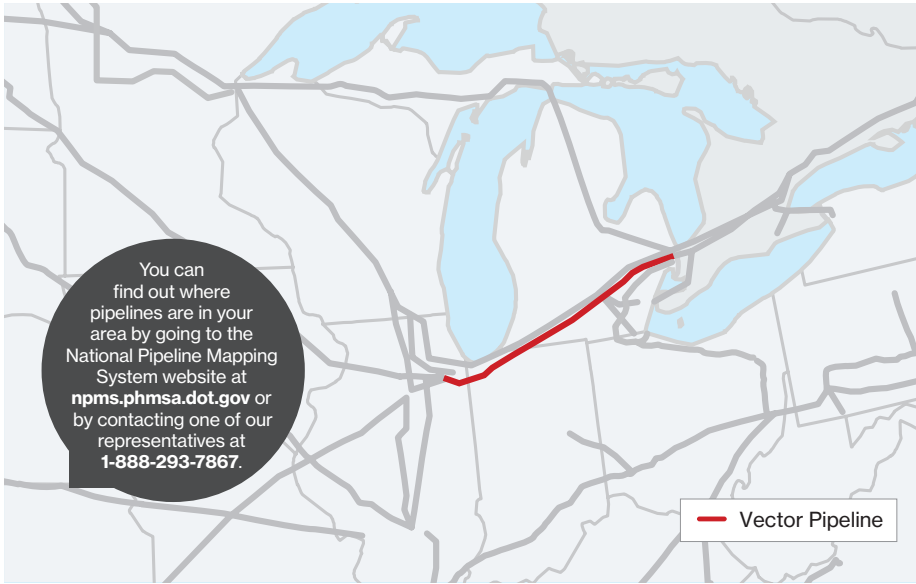 You can
find out where
pipelines are in your
area by going to the
National Pipeline Mapping
System website at
npms.phmsa.dot.gov or
by contacting one of our
representatives at
1-888-293-7867.
Vector Pipeline